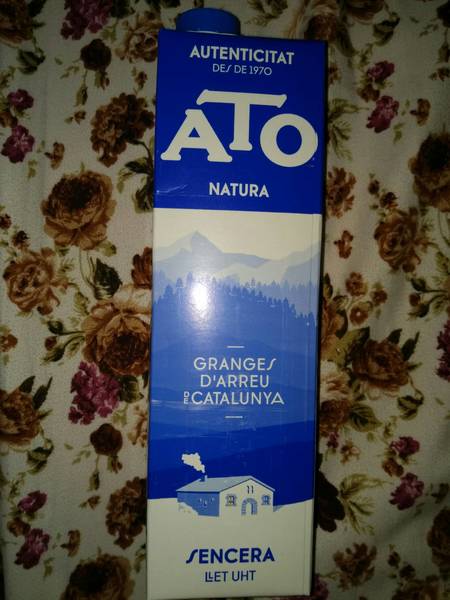 AUTENTICITAT
DES DE 1970
ATO
NATURA
GRANGES
D'ARREU
DE CATALUNYA
SENCERA
LLET UHT